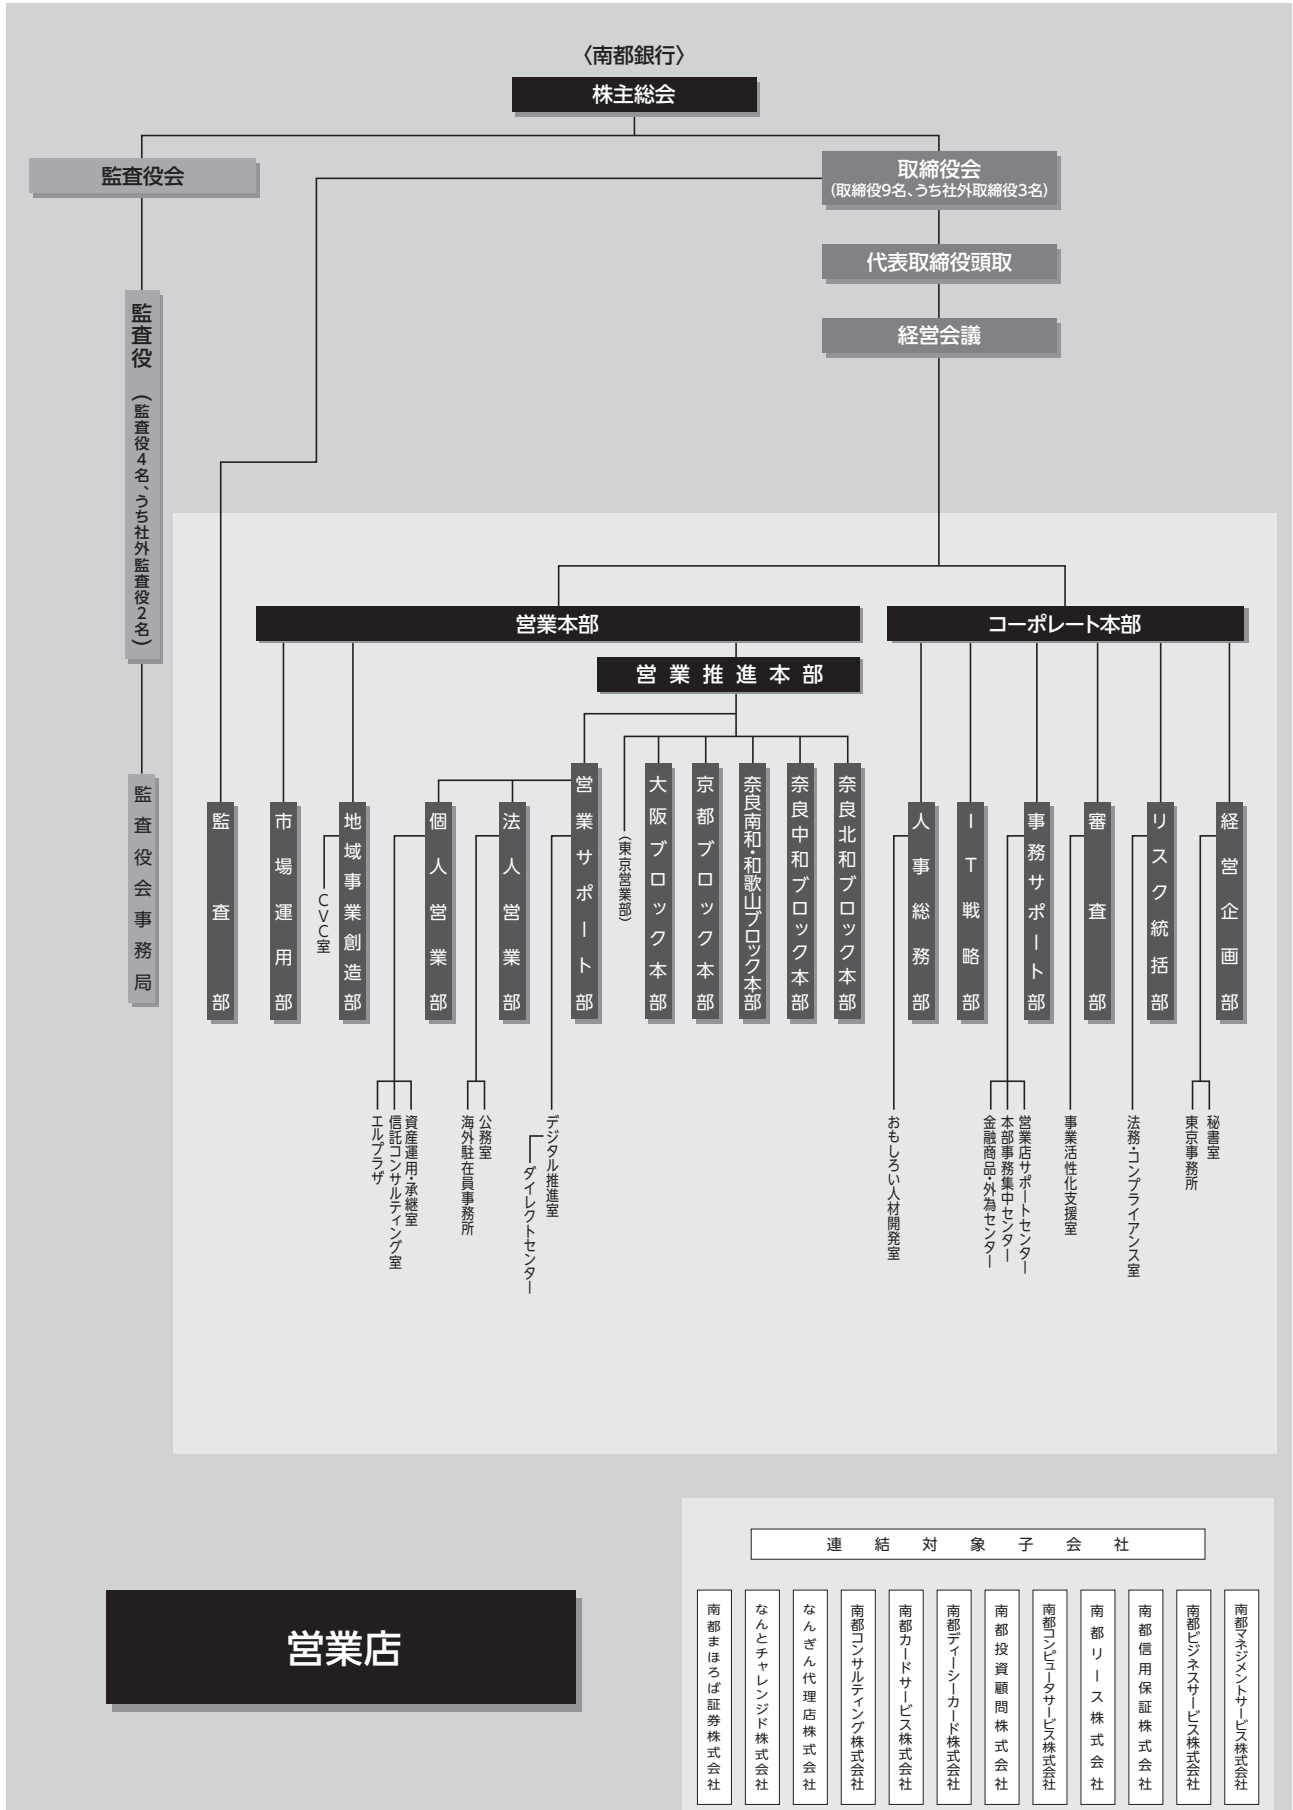 〈南都銀行〉
株主総会
監査役会
取締役会
(取締役9名、うち社外取締役3名)
代表取締役頭取
経営会議
監査役 (監査役4名、うち社外監査役2名)
監査役会事務局
営業本部
コーポレート本部
営業推進本部
監査部
市場運用部
地域事業創造部
CVC室
個人営業部
法人営業部
営業サポート部
(東京営業部)
大阪ブロック本部
京都ブロック本部
奈良南和・和歌山ブロック本部
奈良中和ブロック本部
奈良北和ブロック本部
人事総務部
IT戦略部
事務サポート部
審査部
リスク統括部
経営企画部
エルプラザ
信託コンサルティング室
資産運用・承継室
海外駐在員事務所
公務室
ダイレクトセンター
デジタル推進室
おもしろい人材開発室
金融商品・外為センター
本部事務集中センター
営業店サポートセンター
事業活性化支援室
法務・コンプライアンス室
東京事務所
秘書室
営業店
連結対象子会社
南都まほろば証券株式会社
なんとチャレンジド株式会社
なんぎん代理店株式会社
南都コンサルティング株式会社
南都カードサービス株式会社
南都ディーシーカード株式会社
南都投資顧問株式会社
南都コンピュータサービス株式会社
南都リース株式会社
南都信用保証株式会社
南都ビジネスサービス株式会社
南都マネジメントサービス株式会社